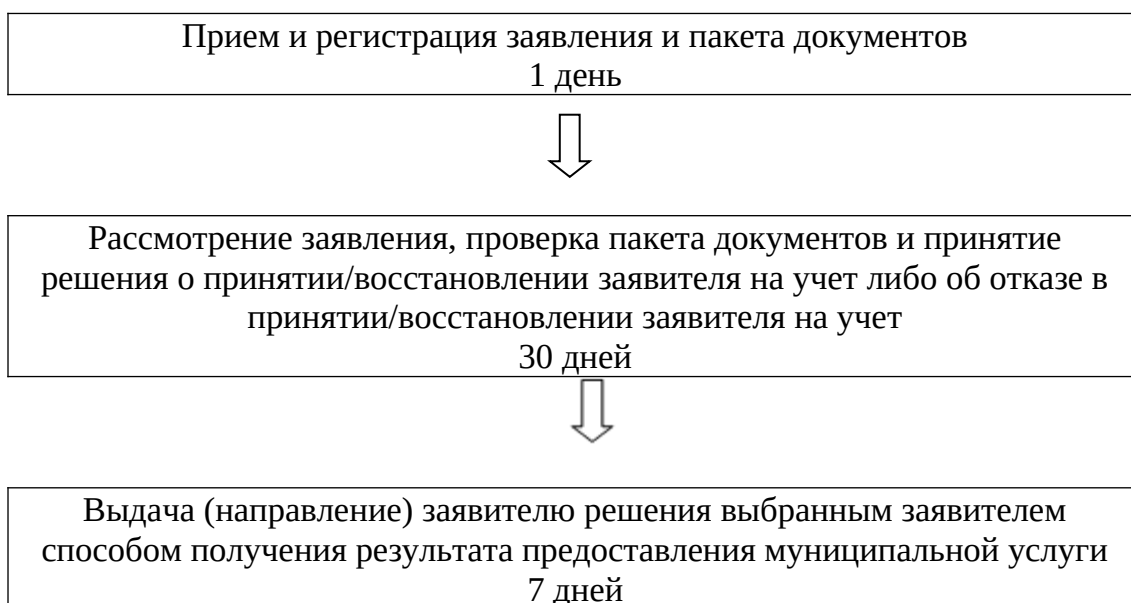 Прием и регистрация заявления и пакета документов
1 день
Рассмотрение заявления, проверка пакета документов и принятие
решения о принятии/восстановлении заявителя на учет либо об отказе в
принятии/восстановлении заявителя на учет
30 дней
Выдача (направление) заявителю решения выбранным заявителем
способом получения результата предоставления муниципальной услуги
7 дней